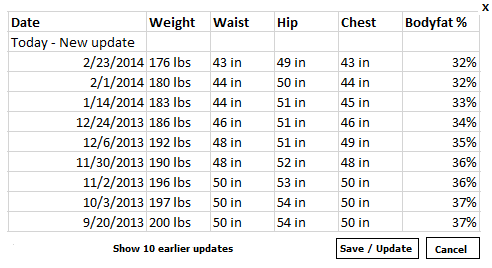 x
Date Weight Waist Hip Chest Bodyfat %
Today - New update
2/23/2014 176 lbs 43 in 49 in 43 in 32%
2/1/2014 180 lbs 44 in 50 in 44 in 32%
1/14/2014 183 lbs 44 in 51 in 45 in 33%
12/24/2013 186 lbs 46 in 51 in 46 in 34%
12/6/2013 192 lbs 48 in 51 in 49 in 35%
11/30/2013 190 lbs 48 in 52 in 48 in 36%
11/2/2013 196 lbs 50 in 53 in 50 in 36%
10/3/2013 197 lbs 50 in 54 in 50 in 37%
9/20/2013 200 lbs 50 in 54 in 50 in 37%
Show 10 earlier updates Save / Update Cancel